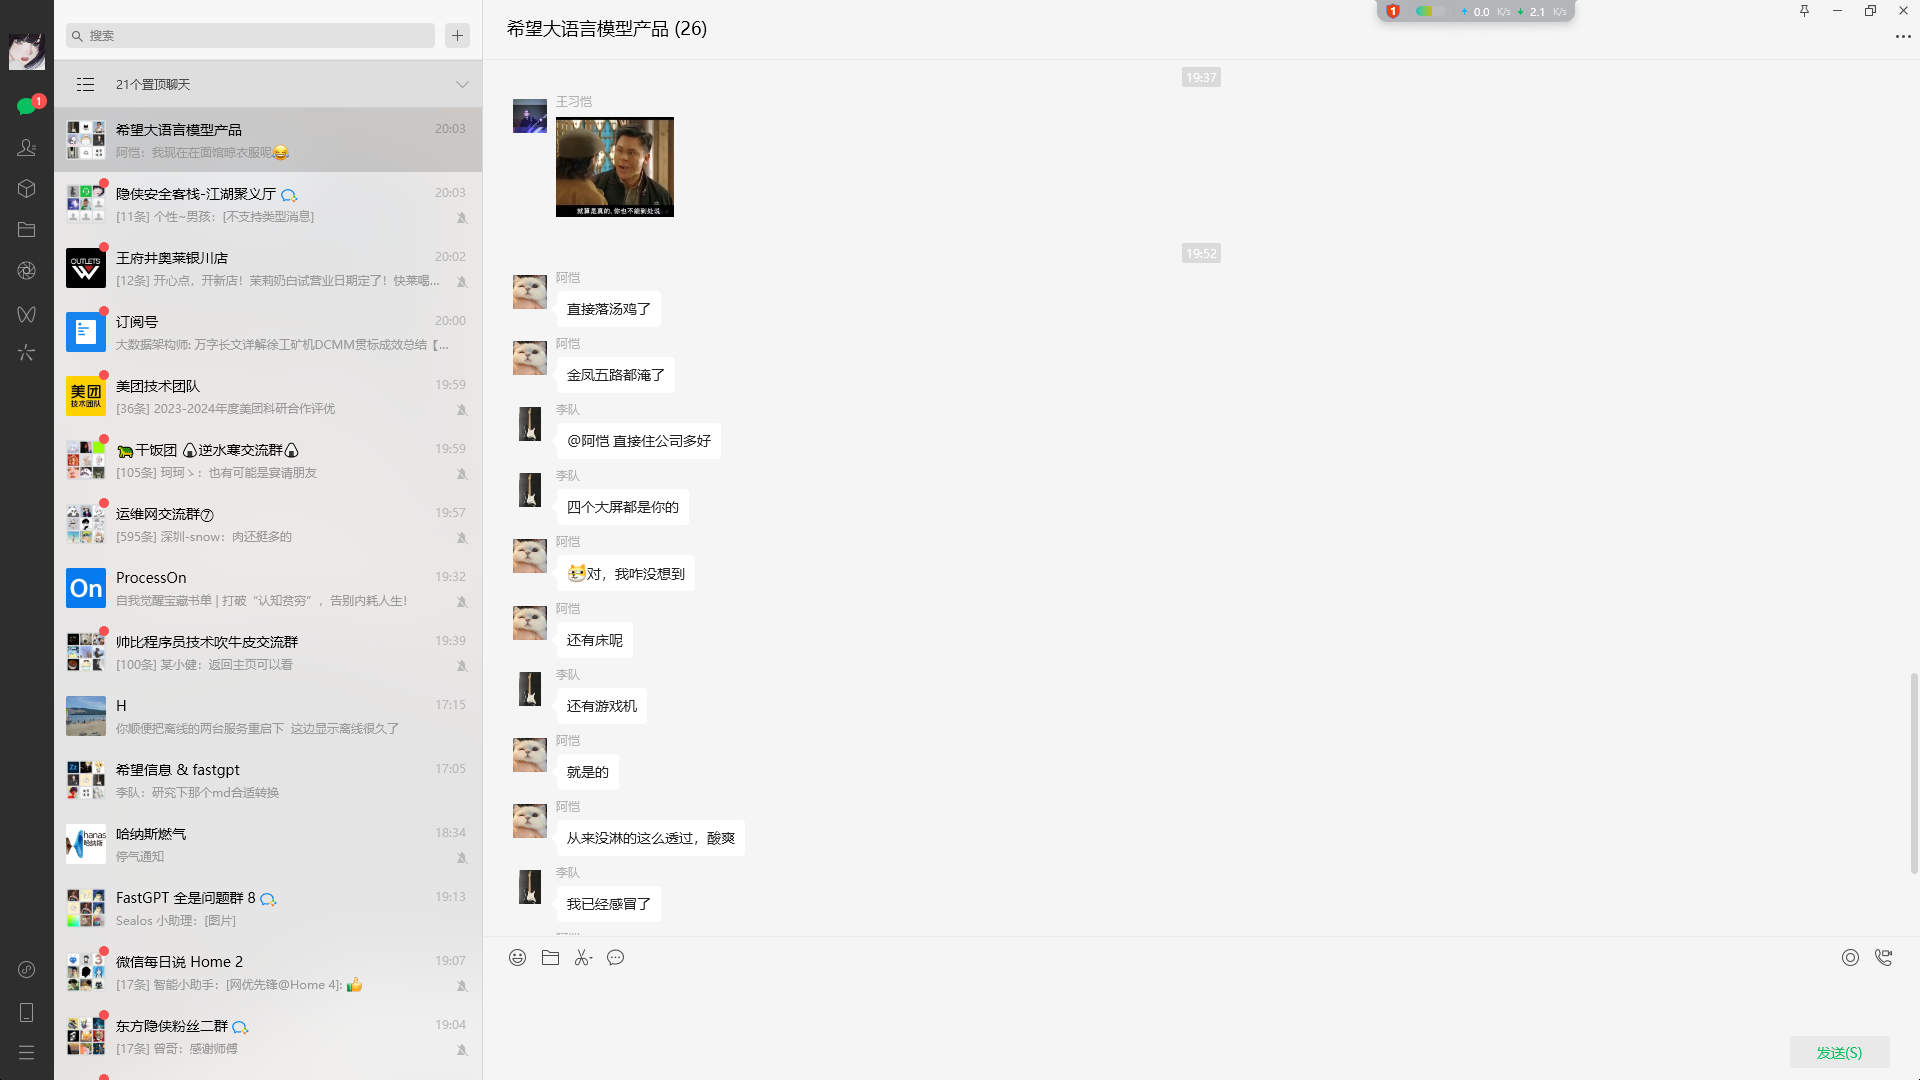 搜索
21个置顶聊天
希望大语言模型产品
20:03
阿恺：我现在在面馆晾衣服呢😂
隐侠安全客栈-江湖聚义厅
20:03
[11条] 个性~男孩：[不支持类型消息]
OUTLETS
王府井奥莱银川店
20:02
[12条] 开心点，开新店！茉莉奶白试营业日期定了！快莱喝...
订阅号
20:00
大数据架构师: 万字长文详解徐工矿机DCMM贯标成效总结【...
美团
技术团队
美团技术团队
19:59
[36条] 2023-2024年度美团科研合作评优
🐢干饭团 🍙逆水寒交流群🍙
19:59
[105条] 珂珂ゝ：也有可能是宴请朋友
运维网交流群⑦
19:57
[595条] 深圳-snow：肉还挺多的
On
ProcessOn
19:32
自我觉醒宝藏书单 | 打破“认知贫穷”，告别内耗人生！
帅比程序员技术吹牛皮交流群
19:39
[100条] 某小健：返回主页可以看
H
17:15
你顺便把离线的两台服务重启下 这边显示离线很久了
希望信息 & fastgpt
17:05
李队：研究下那个md合适转换
hanas
哈纳斯
哈纳斯燃气
18:34
停气通知
FastGPT 全是问题群 8
19:13
Sealos 小助理：[图片]
微信每日说 Home 2
19:07
[17条] 智能小助手：[网优先锋@Home 4]: 👍
东方隐侠粉丝二群
19:04
[17条] 曾哥：感谢师傅
1
希望大语言模型产品 (26)
1
0.0 K/s
2.1 K/s
19:37
王习恺
就算是真的, 你也不能到处说
19:52
阿恺
直接落汤鸡了
阿恺
金凤五路都淹了
李队
@阿恺 直接住公司多好
李队
四个大屏都是你的
阿恺
对，我咋没想到
阿恺
还有床呢
李队
还有游戏机
阿恺
就是的
阿恺
从来没淋的这么透过，酸爽
李队
我已经感冒了
发送(S)